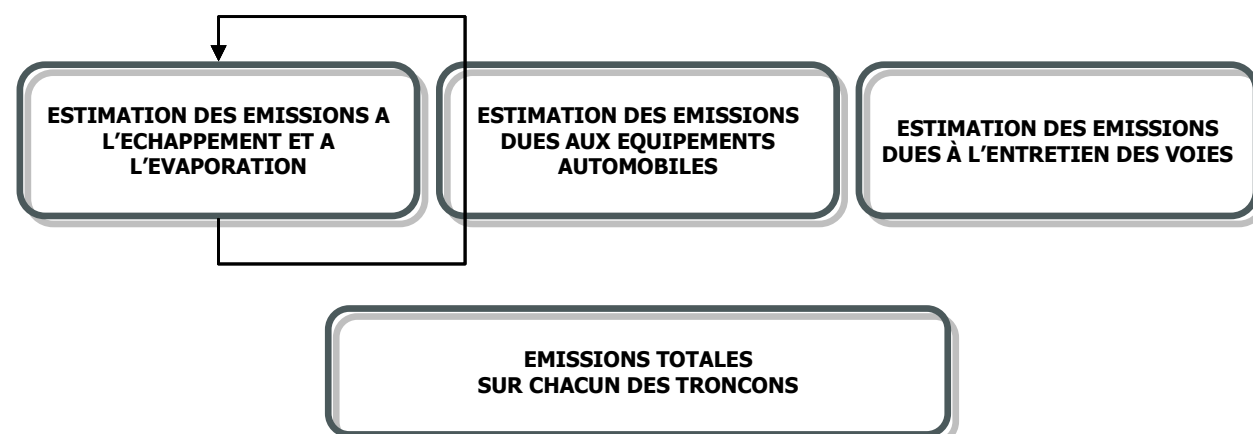 ESTIMATION DES EMISSIONS A
L’ECHAPPEMENT ET A
L’EVAPORATION
ESTIMATION DES EMISSIONS
DUES AUX EQUIPEMENTS
AUTOMOBILES
ESTIMATION DES EMISSIONS
DUES À L’ENTRETIEN DES VOIES
EMISSIONS TOTALES
SUR CHACUN DES TRONCONS